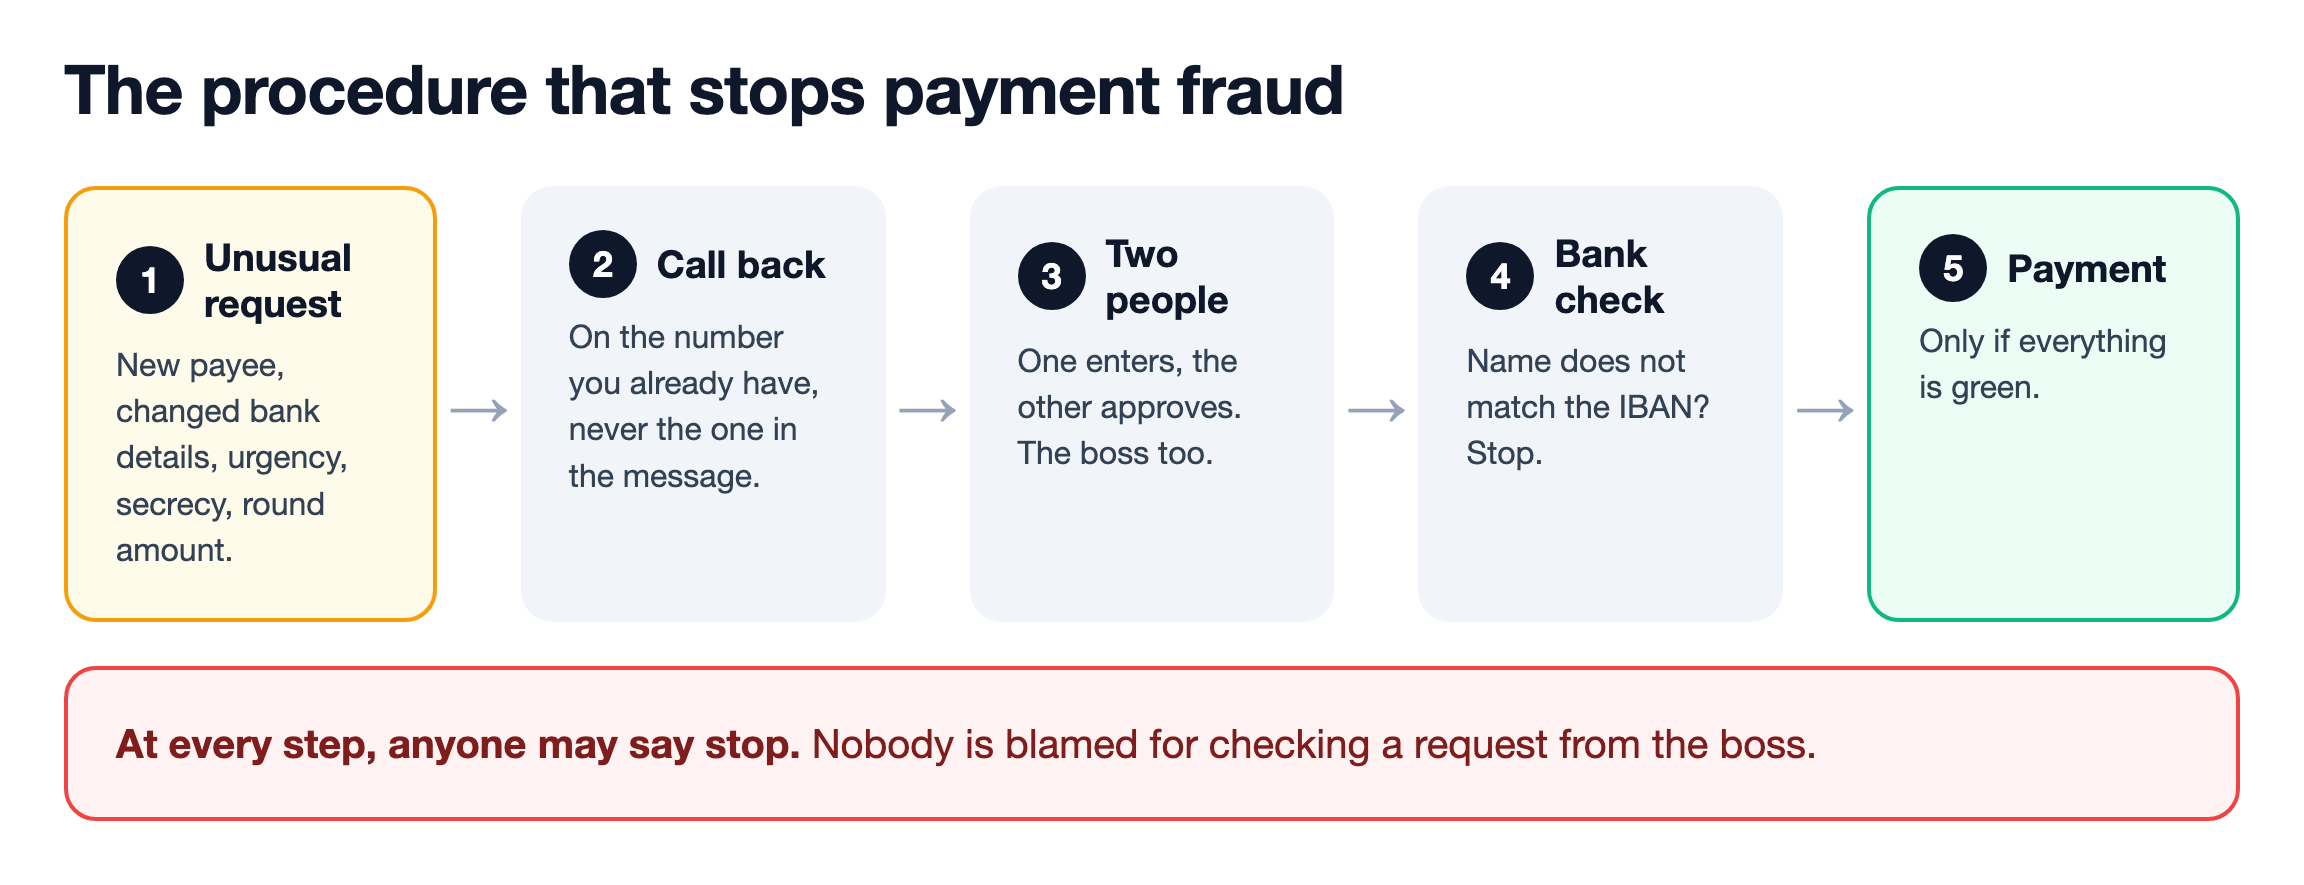 The procedure that stops payment fraud
1
Unusual
request
New payee,
changed bank
details, urgency,
secrecy, round
amount.
2
Call back
On the number
you already have,
never the one in
the message.
3
Two
people
One enters, the
other approves.
The boss too.
4
Bank
check
Name does not
match the IBAN?
Stop.
5
Payment
Only if everything
is green.
At every step, anyone may say stop. Nobody is blamed for checking a request from the boss.